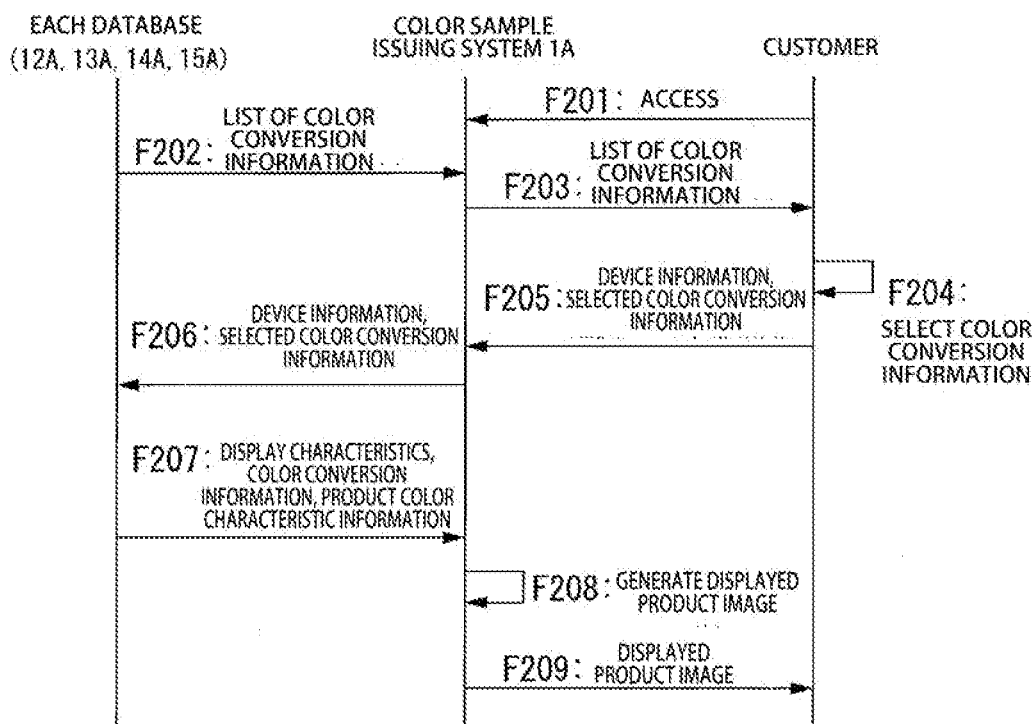 EACH DATABASE
(12A, 13A, 14A, 15A)
COLOR SAMPLE
ISSUING SYSTEM 1A
CUSTOMER
F201: ACCESS
F202: LIST OF COLOR
CONVERSION
INFORMATION
F203: LIST OF COLOR
CONVERSION
INFORMATION
F204:
SELECT COLOR
CONVERSION
INFORMATION
F205: DEVICE INFORMATION,
SELECTED COLOR CONVERSION
INFORMATION
F206: DEVICE INFORMATION,
SELECTED COLOR CONVERSION
INFORMATION
F207: DISPLAY CHARACTERISTICS,
COLOR CONVERSION
INFORMATION, PRODUCT COLOR
CHARACTERISTIC INFORMATION
F208: GENERATE DISPLAYED
PRODUCT IMAGE
F209: DISPLAYED
PRODUCT IMAGE